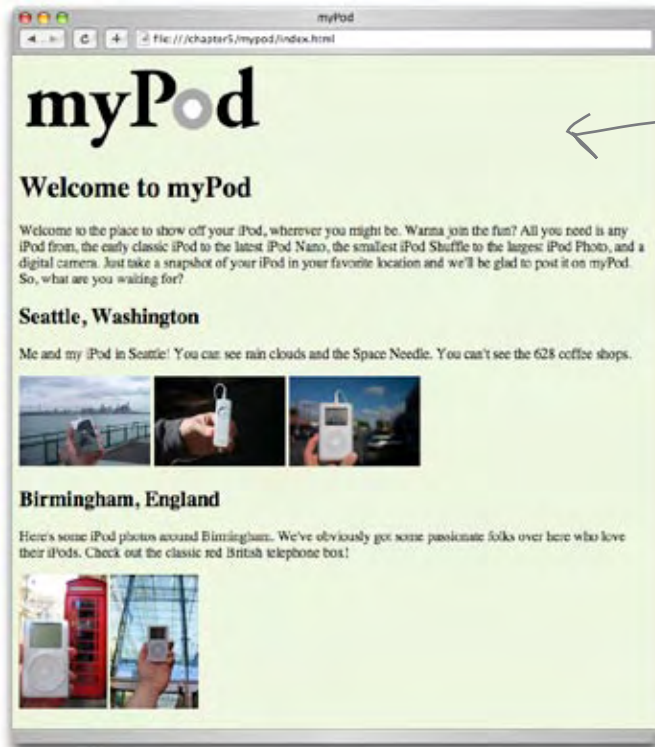 myPod
file:///chapter5/mypod/index.html
myPod
Welcome to myPod
Welcome to the place to show off your iPod, wherever you might be. Wanna join the fun? All you need is any
iPod from, the early classic iPod to the latest iPod Nano, the smallest iPod Shuffle to the largest iPod Photo, and a
digital camera. Just take a snapshot of your iPod in your favorite location and we'll be glad to post it on myPod.
So, what are you waiting for?
Seattle, Washington
Me and my iPod in Seattle! You can see rain clouds and the Space Needle. You can't see the 628 coffee shops.
Birmingham, England
Here's some iPod photos around Birmingham. We've obviously got some passionate folks over here who love
their iPods. Check out the classic red British telephone box!